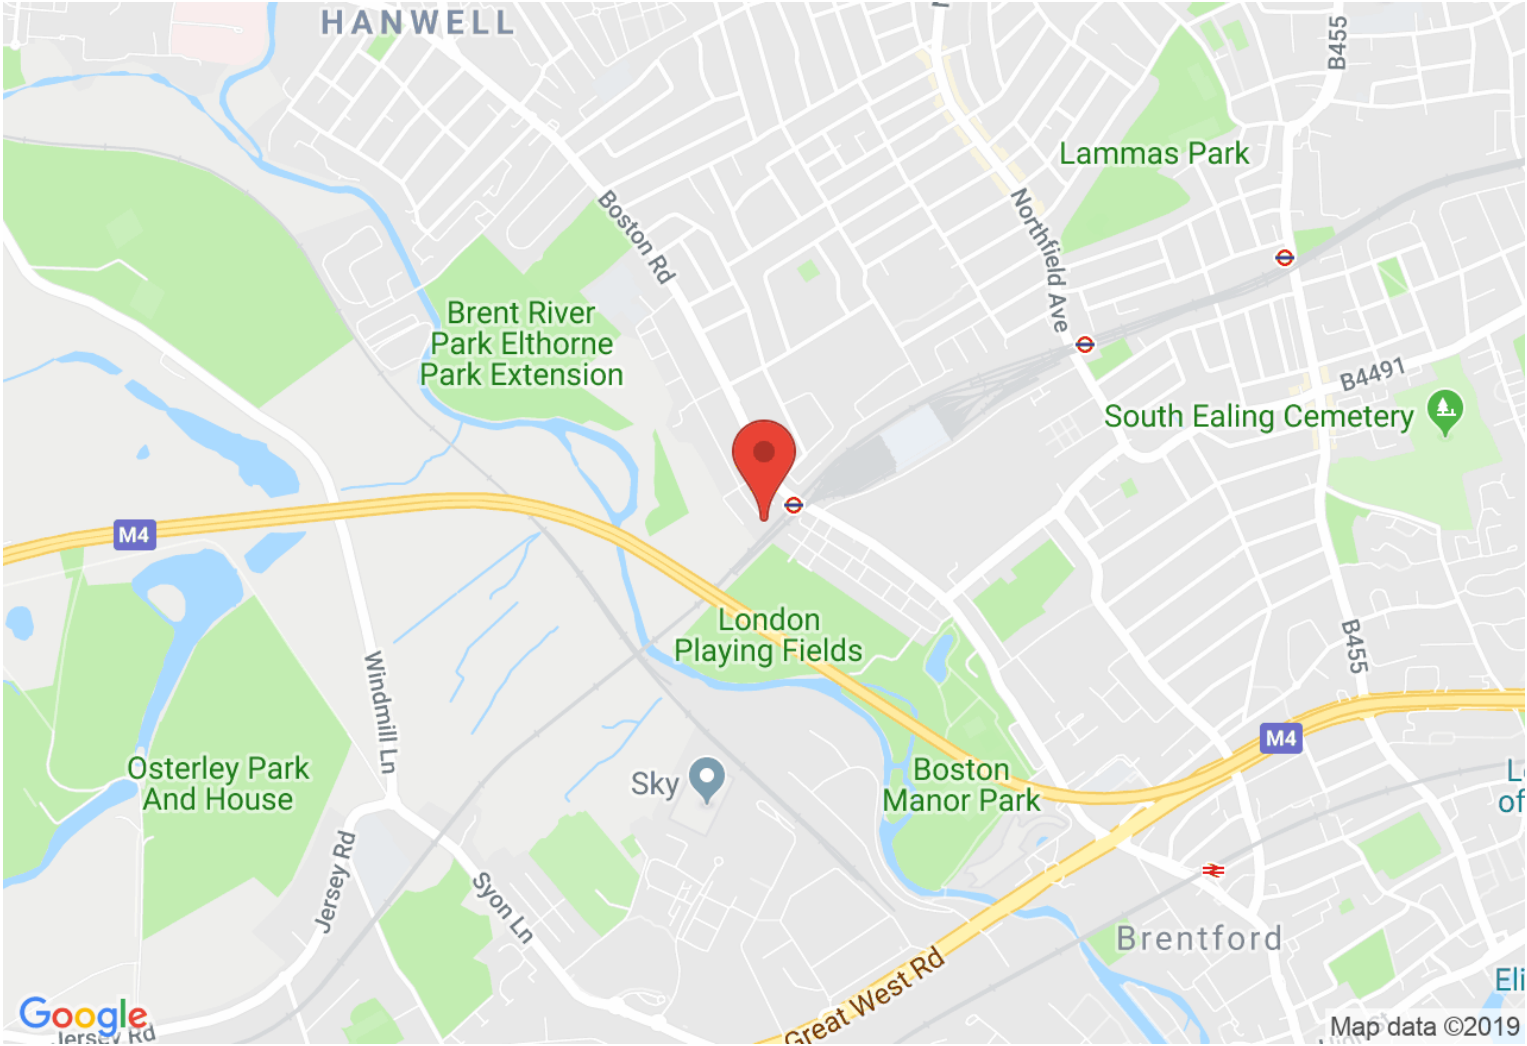 HANWELL
B455
Lammas Park
Boston Rd
Northfield Ave
Brent River
Park Elthorne
Park Extension
B4491
South Ealing Cemetery
M4
London
Playing Fields
B455
Windmill Ln
M4
Osterley Park
And House
Sky
Boston
Manor Park
Jersey Rd
Syon Ln
Brentford
Great West Rd
Google
Jersey Rd
Map data ©2019